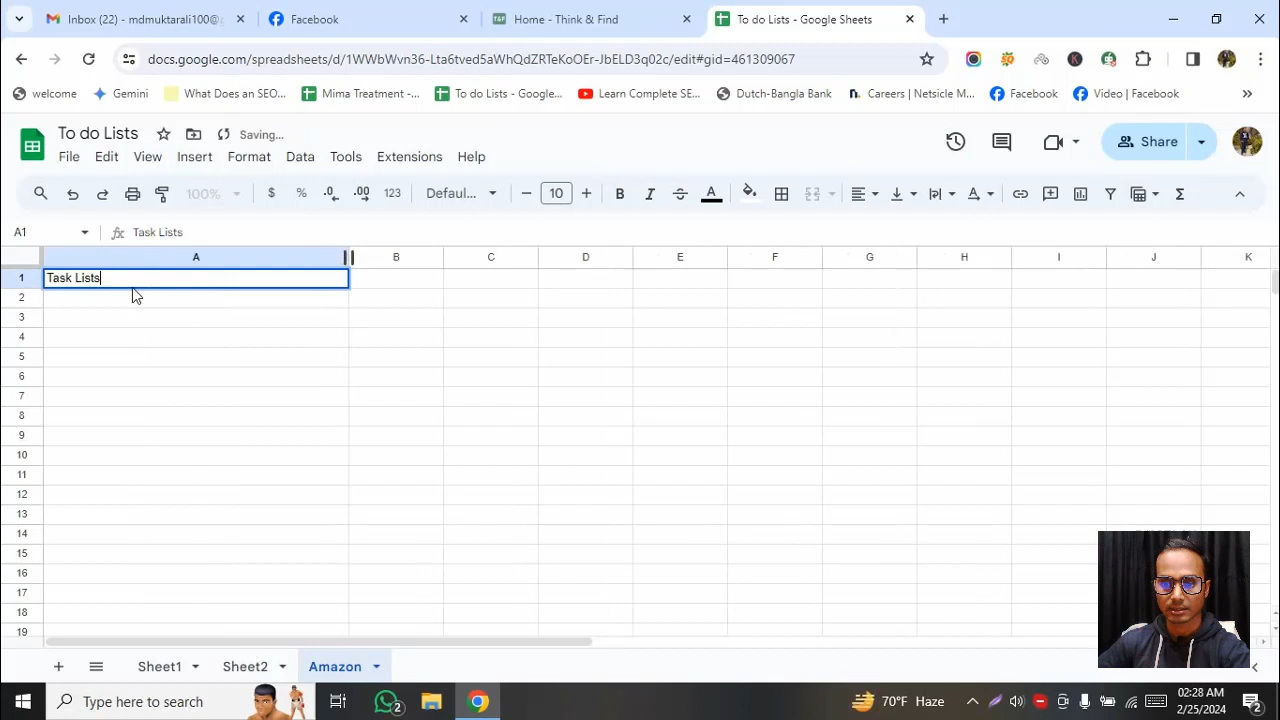 Inbox (22) - mdmuktarali100@g
Facebook
Home - Think & Find
To do Lists - Google Sheets
docs.google.com/spreadsheets/d/1WWbWvn36-Lta6tved5aWhQdZRTeKoOEr-JbELD3q02c/edit#gid=461309067
welcome
Gemini
What Does an SEO...
Mima Treatment -...
To do Lists - Google...
Learn Complete SE...
Dutch-Bangla Bank
Careers | Netsicle M...
Facebook
Video | Facebook
To do Lists
Saving...
Share
File Edit View Insert Format Data Tools Extensions Help
100% $ % .0 .00 123 Defaul... 10 B I A
A1 fx Task Lists
A B C D E F G H I J K
1 Task Lists
2
3
4
5
6
7
8
9
10
11
12
13
14
15
16
17
18
19
Sheet1 Sheet2 Amazon
Type here to search
2
70°F Haze
02:28 AM
2/25/2024
2